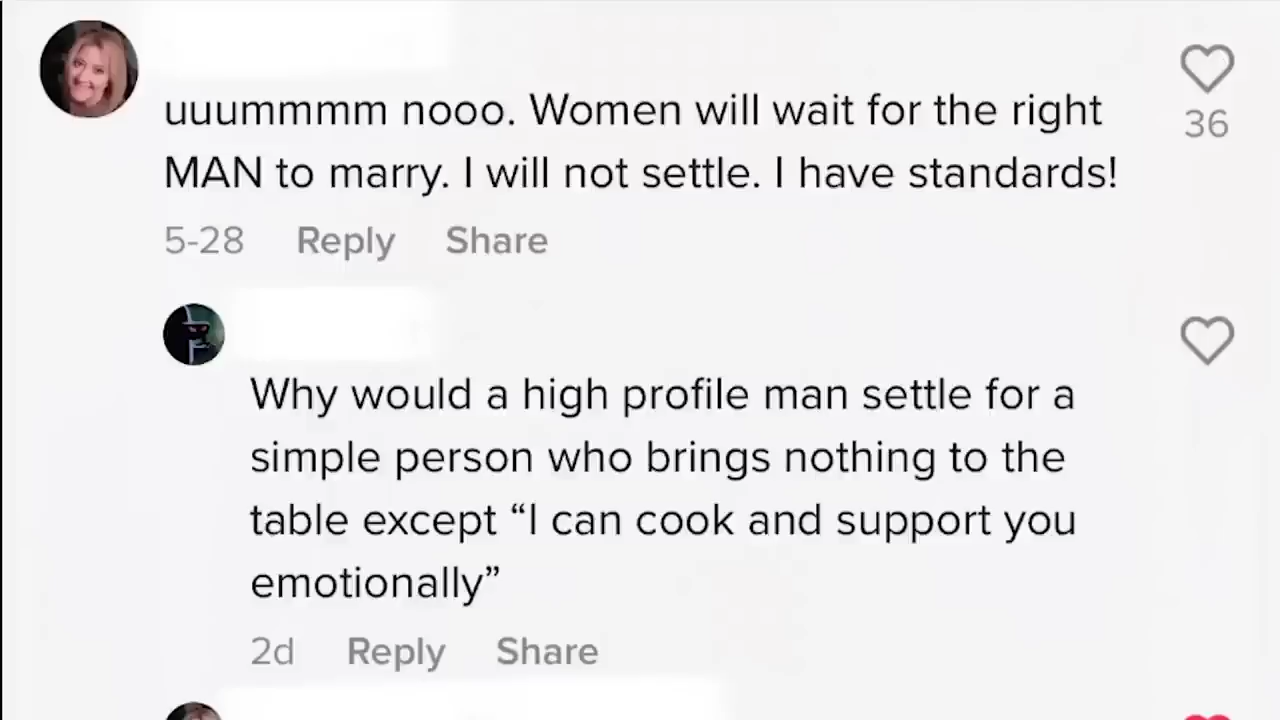 uuummmm nooo. Women will wait for the right
36
MAN to marry. I will not settle. I have standards!
5-28 Reply Share
Why would a high profile man settle for a
simple person who brings nothing to the
table except “I can cook and support you
emotionally”
2d Reply Share